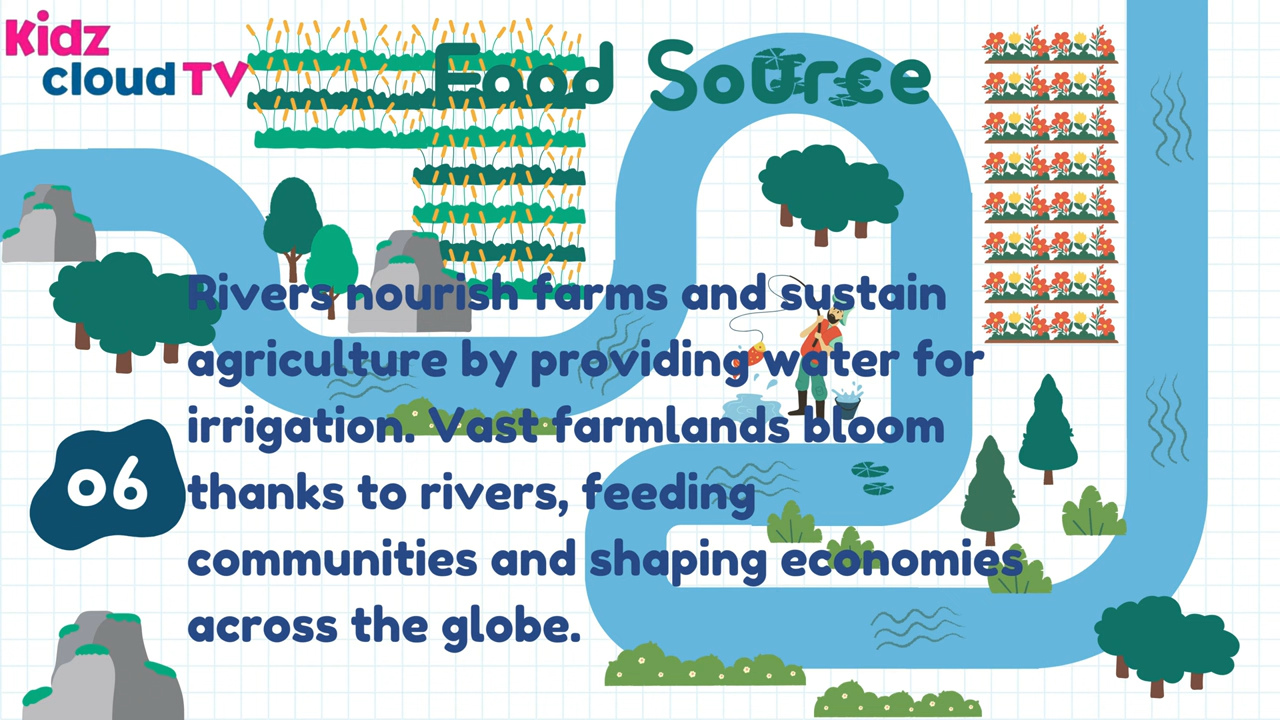 Kidz
cloud TV
Food Source
Rivers nourish farms and sustain
agriculture by providing water for
irrigation. Vast farmlands bloom
thanks to rivers, feeding
communities and shaping economies
across the globe.
06